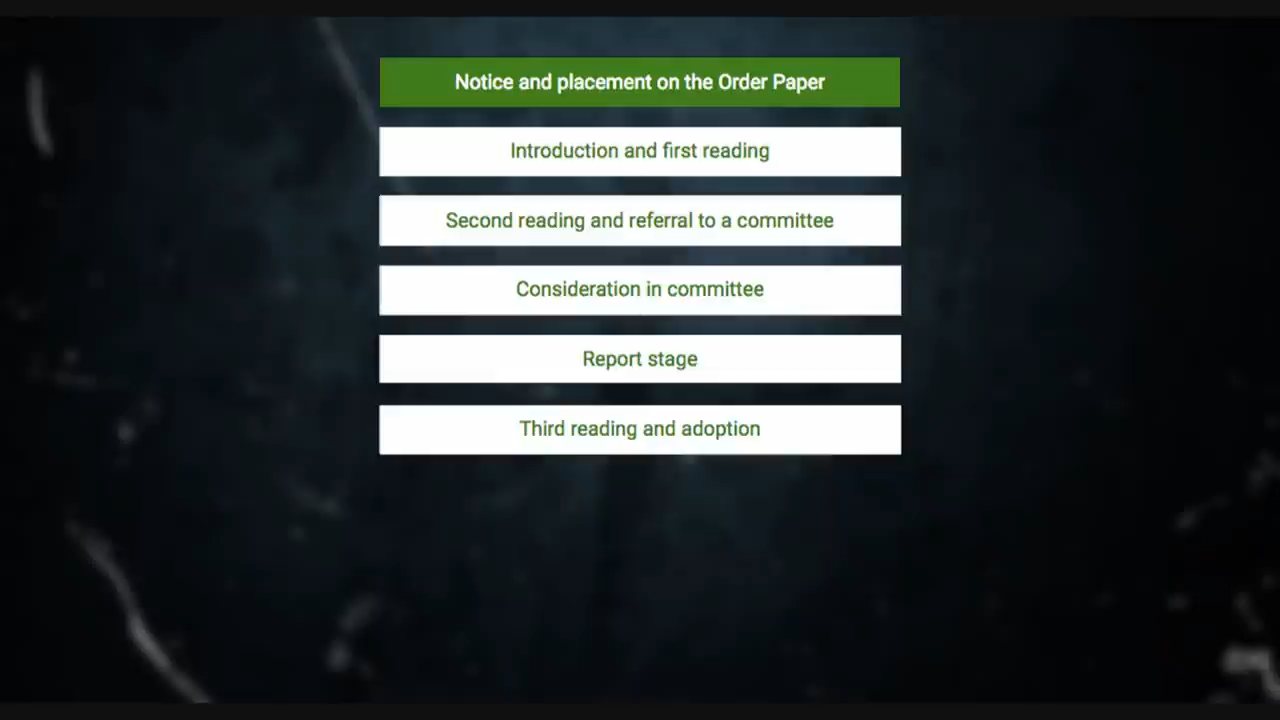 Notice and placement on the Order Paper
Introduction and first reading
Second reading and referral to a committee
Consideration in committee
Report stage
Third reading and adoption